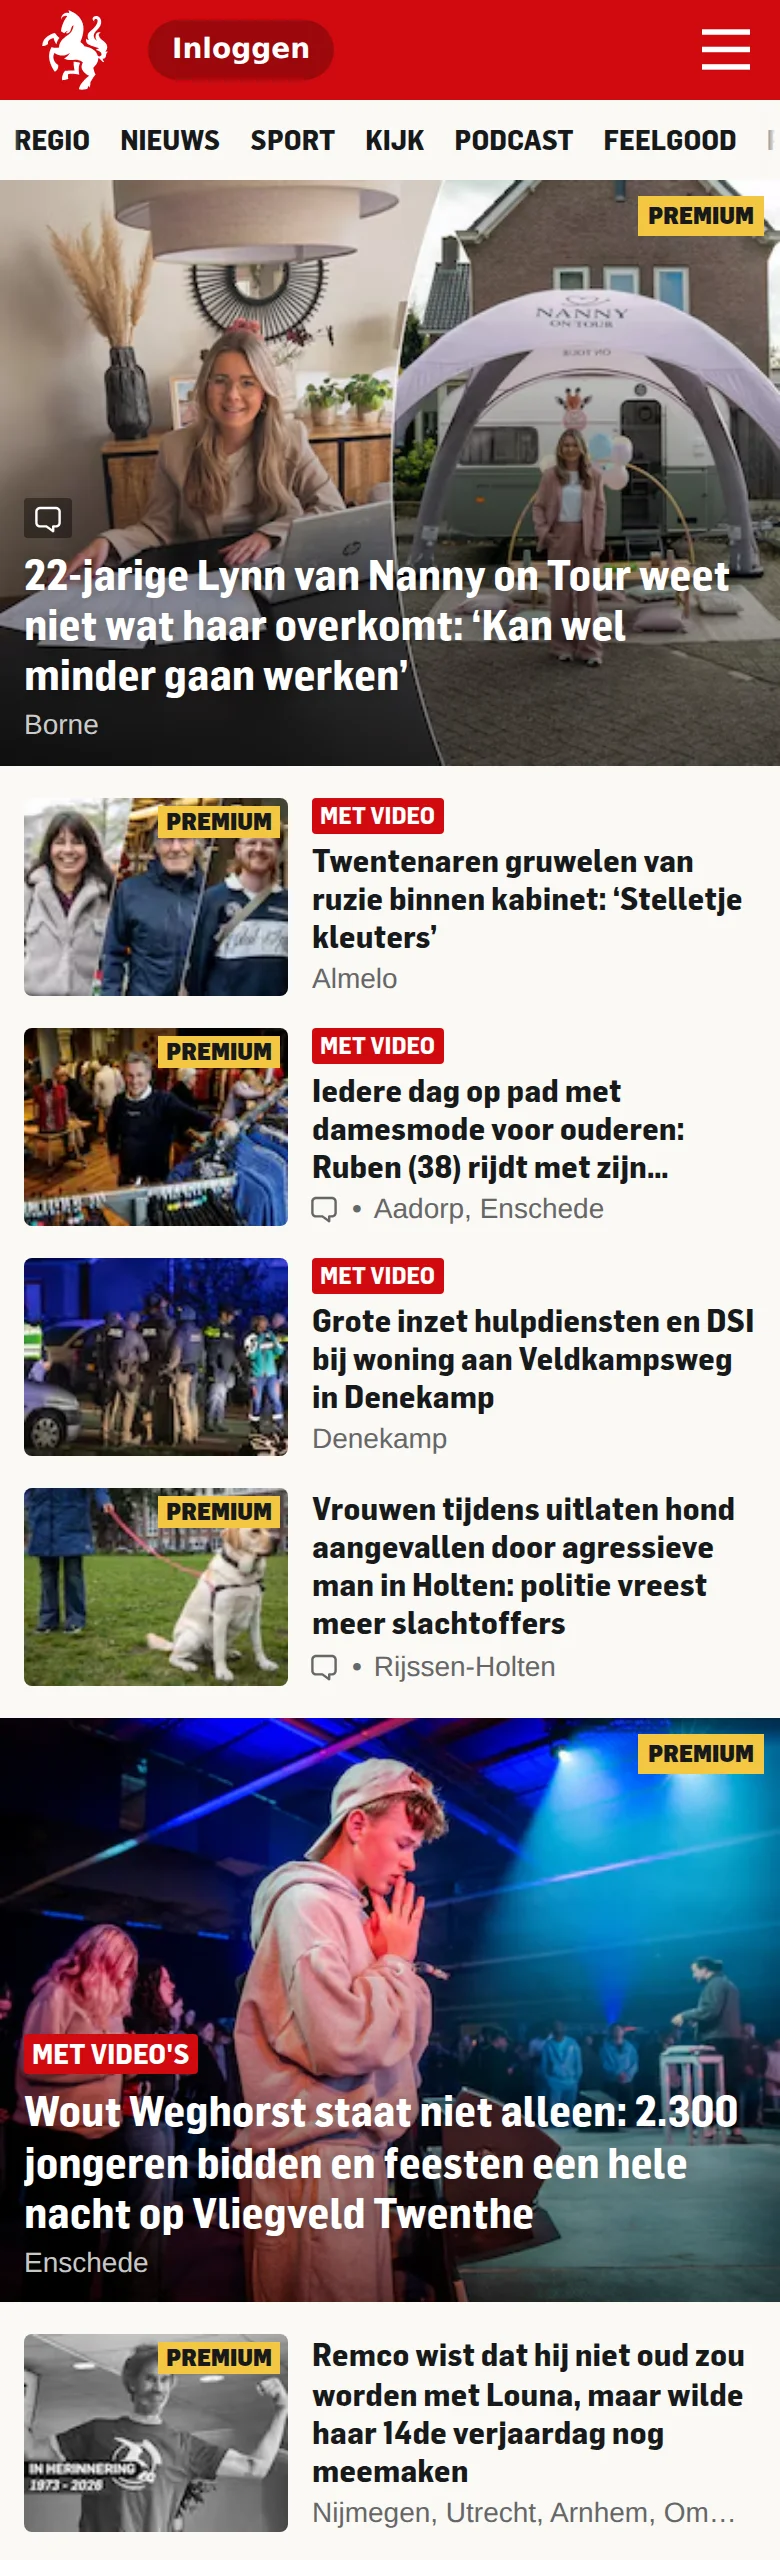 Inloggen
REGIO NIEUWS SPORT KIJK PODCAST FEELGOOD
PREMIUM
NANNY
ON TOUR
22-jarige Lynn van Nanny on Tour weet
niet wat haar overkomt: ‘Kan wel
minder gaan werken’
Borne
PREMIUM
MET VIDEO
Twentenaren gruwelen van
ruzie binnen kabinet: ‘Stelletje
kleuters’
Almelo
PREMIUM
MET VIDEO
Iedere dag op pad met
damesmode voor ouderen:
Ruben (38) rijdt met zijn...
• Aadorp, Enschede
MET VIDEO
Grote inzet hulpdiensten en DSI
bij woning aan Veldkampsweg
in Denekamp
Denekamp
PREMIUM
Vrouwen tijdens uitlaten hond
aangevallen door agressieve
man in Holten: politie vreest
meer slachtoffers
• Rijssen-Holten
PREMIUM
MET VIDEO'S
Wout Weghorst staat niet alleen: 2.300
jongeren bidden en feesten een hele
nacht op Vliegveld Twenthe
Enschede
PREMIUM
IN HERINNERING
1973 - 2026
Remco wist dat hij niet oud zou
worden met Louna, maar wilde
haar 14de verjaardag nog
meemaken
Nijmegen, Utrecht, Arnhem, Om...